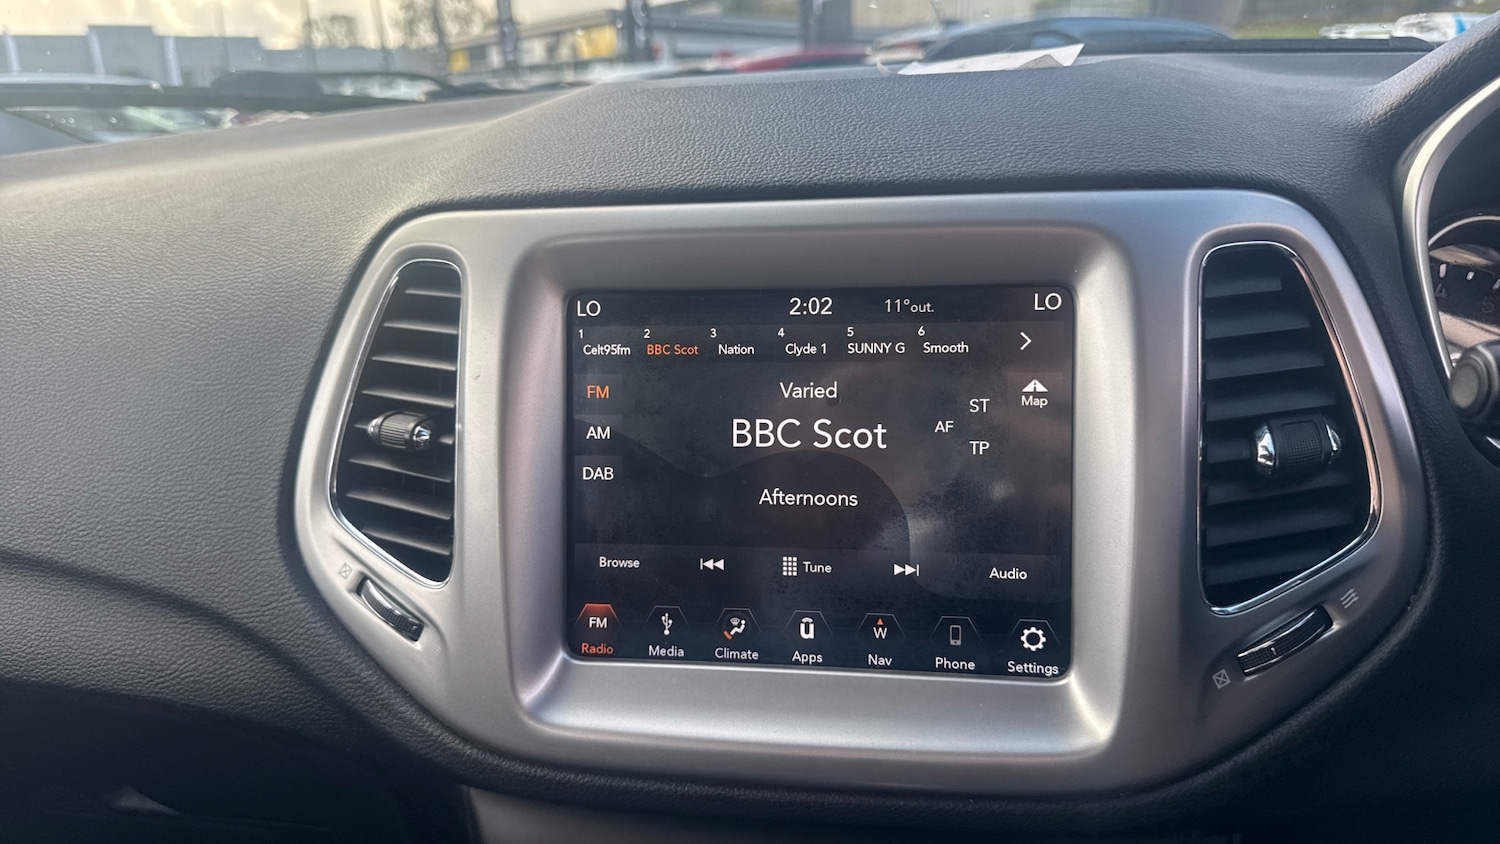 LO 2:02 11°out. LO
1 2 3 4 5 6
Celt95fm BBC Scot Nation Clyde 1 SUNNY G Smooth
FM Varied Map
ST
AM BBC Scot AF
TP
DAB
Afternoons
Browse Tune Audio
FM W
Radio Media Climate Apps Nav Phone Settings